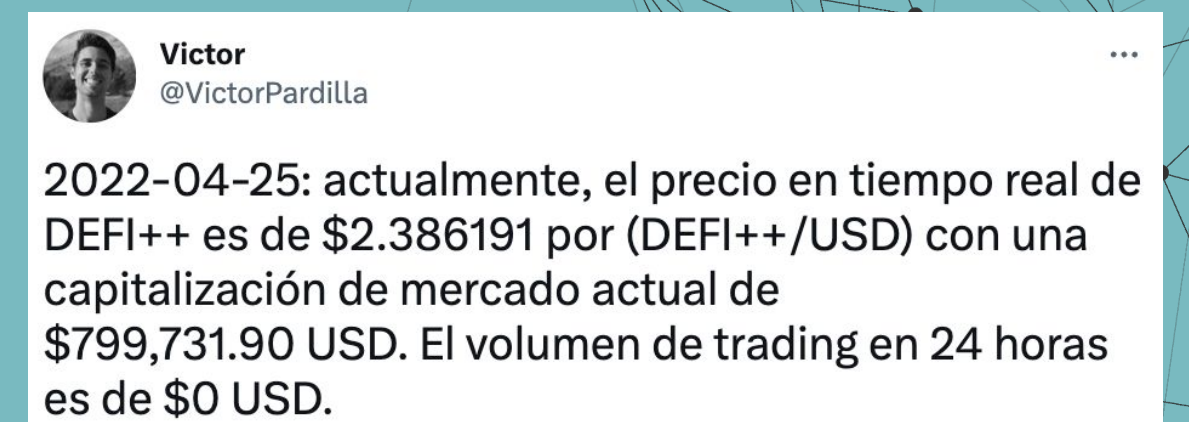 Victor
@VictorPardilla
2022-04-25: actualmente, el precio en tiempo real de
DEFI++ es de $2.386191 por (DEFI++/USD) con una
capitalización de mercado actual de
$799,731.90 USD. El volumen de trading en 24 horas
es de $0 USD.